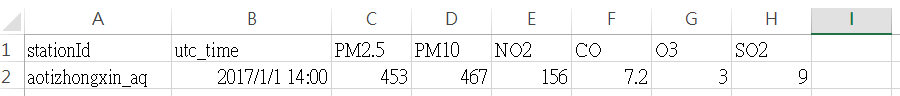 A B C D E F G H I
1 stationId utc_time PM2.5 PM10 NO2 CO O3 SO2
2 aotizhongxin_aq 2017/1/1 14:00 453 467 156 7.2 3 9